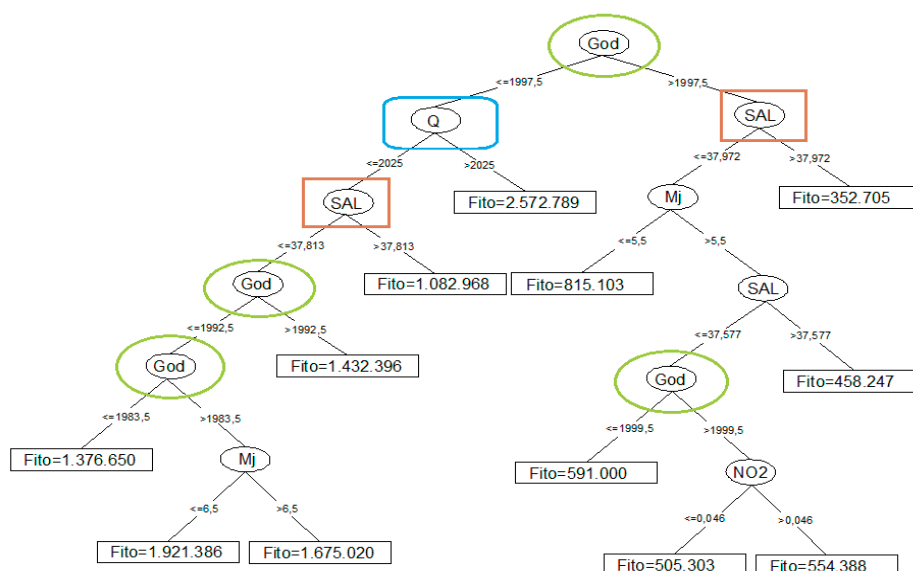 God
<=1997,5 >1997,5
Q SAL
<=2025 >2025 <=37,972 >37,972
SAL Fito=2.572.789 Mj Fito=352.705
<=37,813 >37,813 <=5,5 >5,5
God Fito=1.082.968 Fito=815.103 SAL
<=1992,5 >1992,5 <=37,577 >37,577
God Fito=1.432.396 God Fito=458.247
<=1983,5 >1983,5 <=1999,5 >1999,5
Fito=1.376.650 Mj Fito=591.000 NO2
<=6,5 >6,5 <=0,046 >0,046
Fito=1.921.386 Fito=1.675.020 Fito=505.303 Fito=554.388